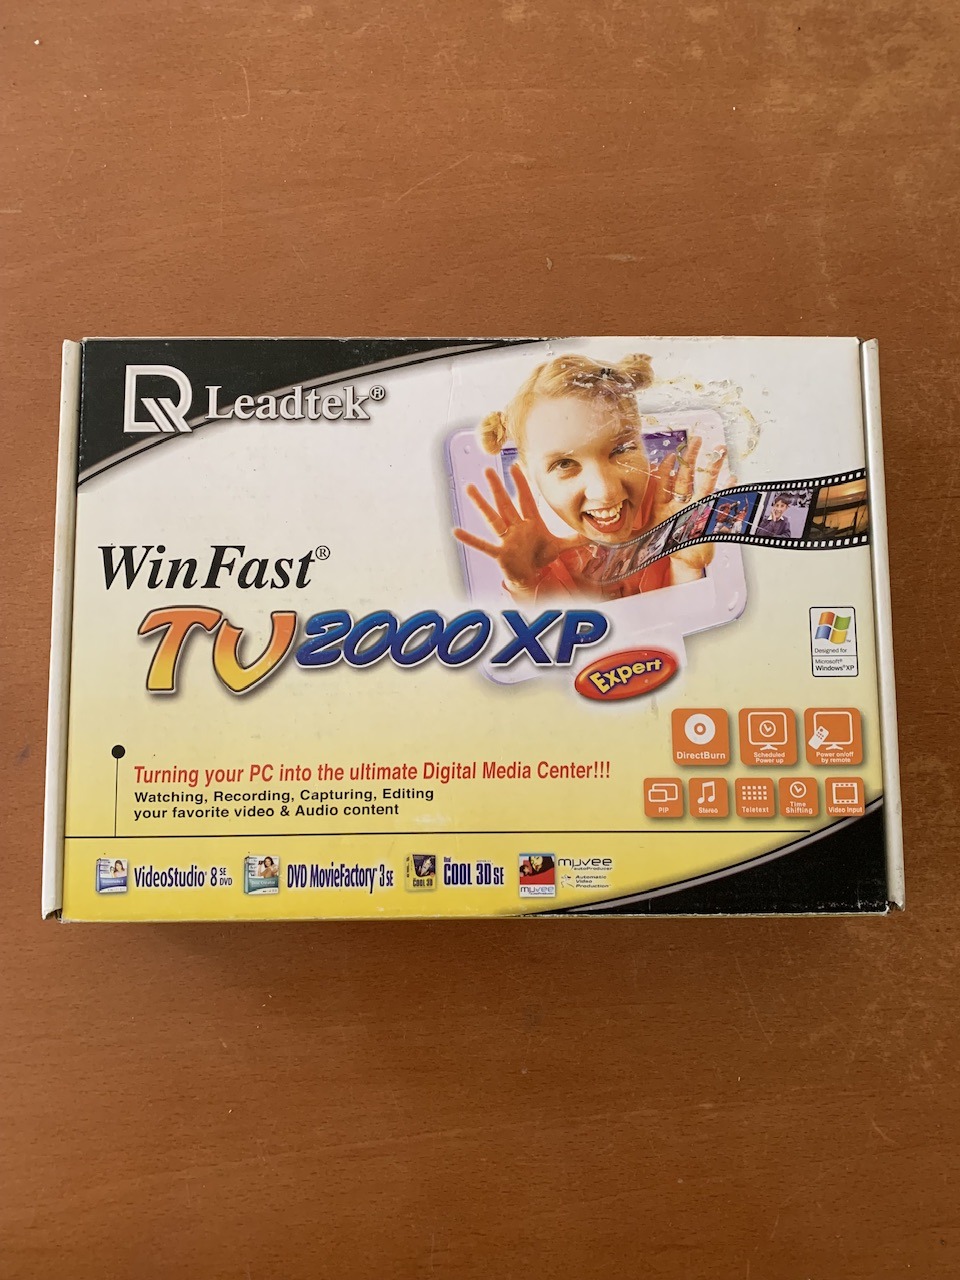 Leadtek®
WinFast®
TV2000 XP
Expert
Designed for
Microsoft®
Windows®XP
DirectBurn
Scheduled
Power up
Power on/off
by remote
PIP
Stereo
Teletext
Time
Shifting
Video Input
Turning your PC into the ultimate Digital Media Center!!!
Watching, Recording, Capturing, Editing
your favorite video & Audio content
VideoStudio® 8 SE DVD
DVD MovieFactory® 3 SE
COOL 3D SE
muvee
autoProducer
Automatic
Video
Production
muvee